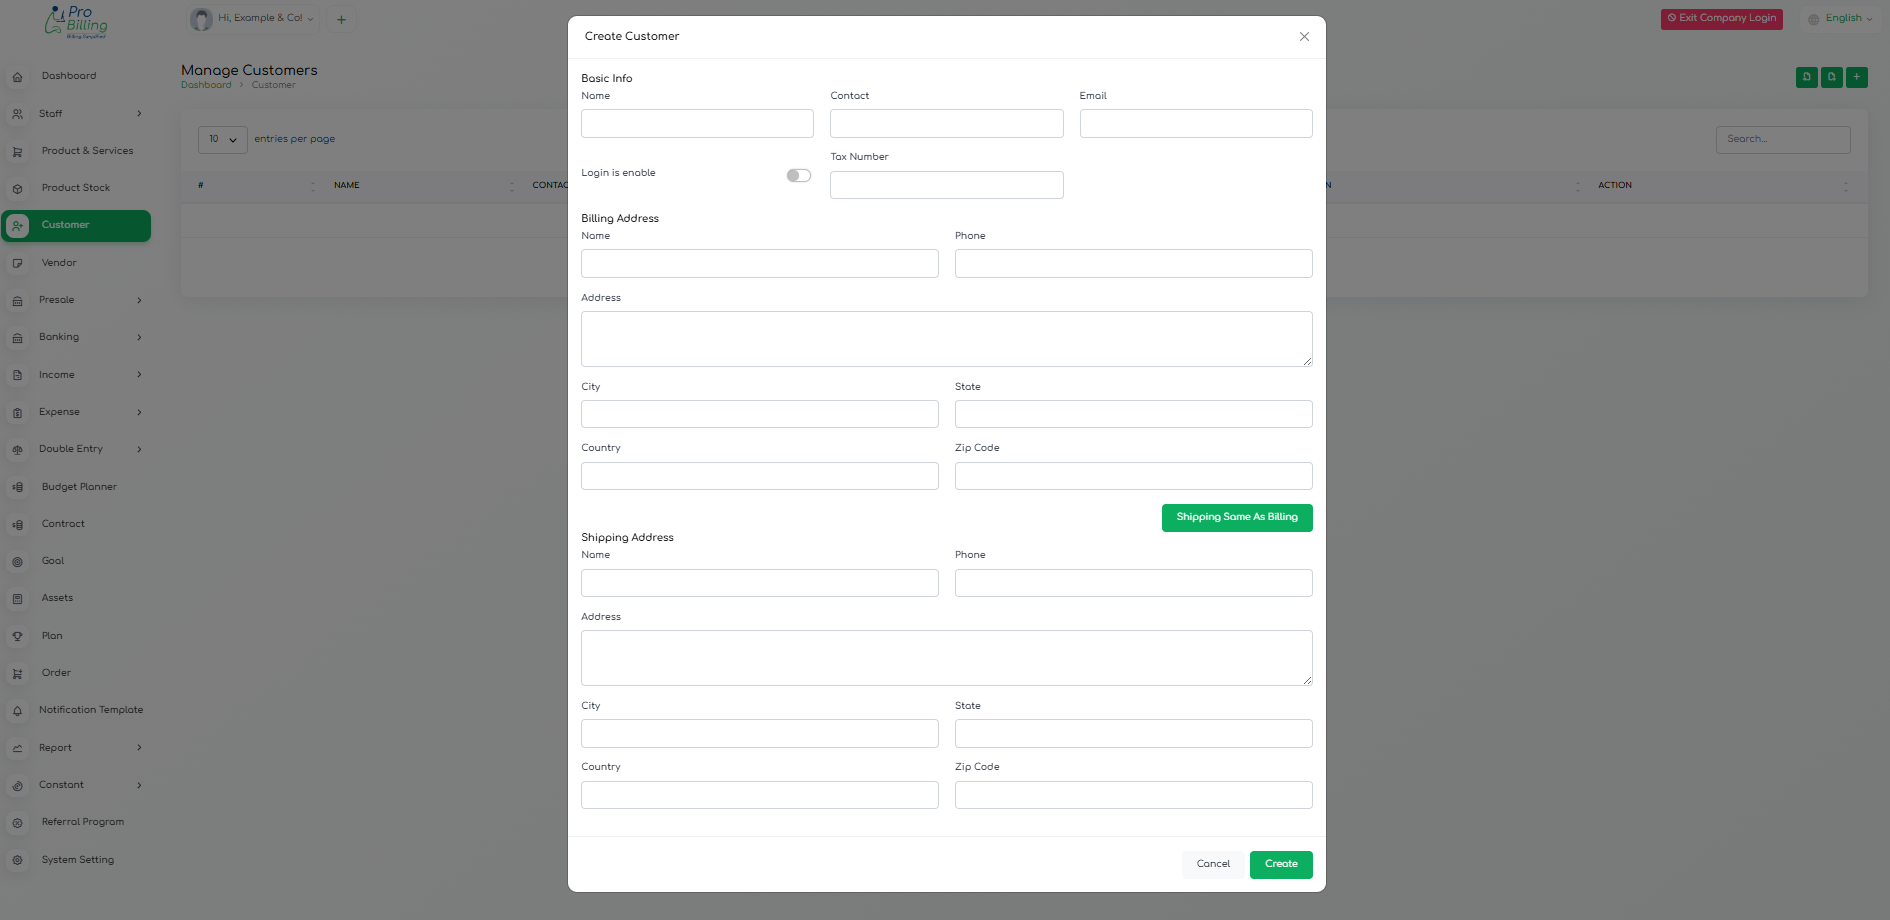 Pro
Billing
Billing Simplified
Hi, Example & Co!
Exit Company Login
English
Dashboard
Staff
Product & Services
Product Stock
Customer
Vendor
Presale
Banking
Income
Expense
Double Entry
Budget Planner
Contract
Goal
Assets
Plan
Order
Notification Template
Report
Constant
Referral Program
System Setting
Manage Customers
Dashboard > Customer
10 entries per page
Search...
# NAME CONTAC N ACTION
Create Customer
Basic Info
Name Contact Email
Login is enable Tax Number
Billing Address
Name Phone
Address
City State
Country Zip Code
Shipping Same As Billing
Shipping Address
Name Phone
Address
City State
Country Zip Code
Cancel Create